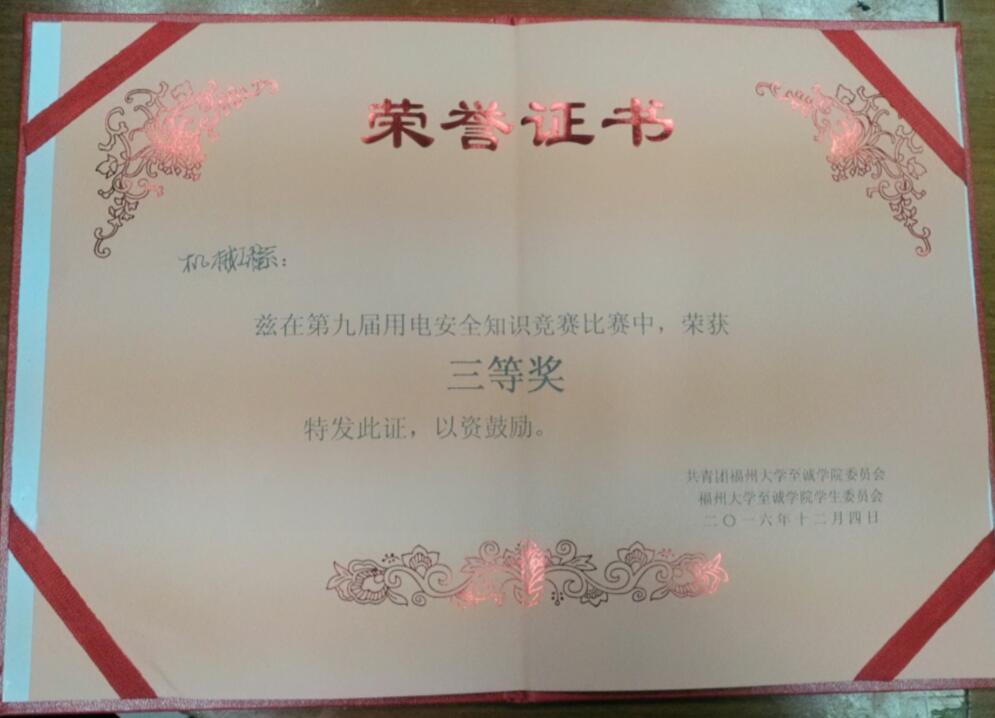 荣誉证书
机械工程系：
兹在第九届用电安全知识竞赛比赛中，荣获
三等奖
特发此证，以资鼓励。
共青团福州大学至诚学院委员会
福州大学至诚学院学生委员会
二〇一六年十二月四日